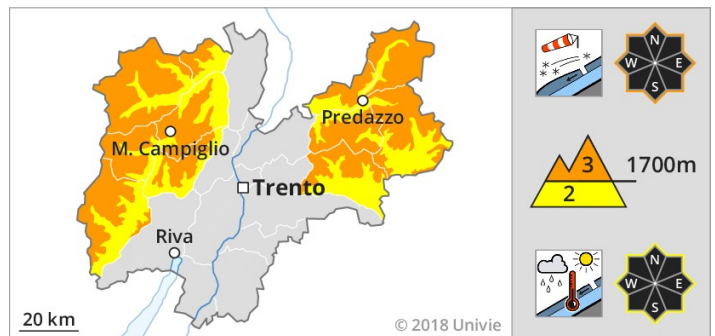 M. Campiglio
Predazzo
Trento
Riva
20 km
© 2018 Univie
N
W E
S
3 1700m
2
N
W E
S